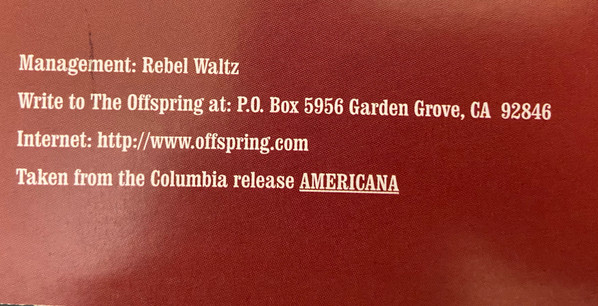 Management: Rebel Waltz
Write to The Offspring at: P.O. Box 5956 Garden Grove, CA 92846
Internet: http://www.offspring.com
Taken from the Columbia release AMERICANA